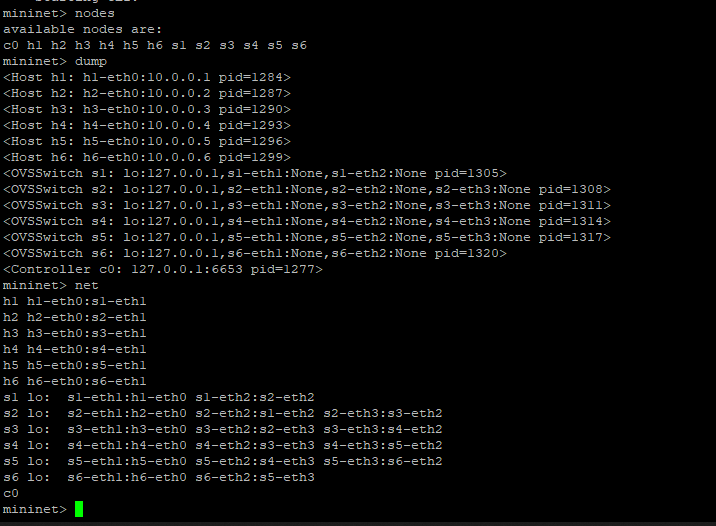 mininet> nodes
available nodes are:
c0 h1 h2 h3 h4 h5 h6 s1 s2 s3 s4 s5 s6
mininet> dump
<Host h1: h1-eth0:10.0.0.1 pid=1284>
<Host h2: h2-eth0:10.0.0.2 pid=1287>
<Host h3: h3-eth0:10.0.0.3 pid=1290>
<Host h4: h4-eth0:10.0.0.4 pid=1293>
<Host h5: h5-eth0:10.0.0.5 pid=1296>
<Host h6: h6-eth0:10.0.0.6 pid=1299>
<OVSSwitch s1: lo:127.0.0.1,s1-eth1:None,s1-eth2:None pid=1305>
<OVSSwitch s2: lo:127.0.0.1,s2-eth1:None,s2-eth2:None,s2-eth3:None pid=1308>
<OVSSwitch s3: lo:127.0.0.1,s3-eth1:None,s3-eth2:None,s3-eth3:None pid=1311>
<OVSSwitch s4: lo:127.0.0.1,s4-eth1:None,s4-eth2:None,s4-eth3:None pid=1314>
<OVSSwitch s5: lo:127.0.0.1,s5-eth1:None,s5-eth2:None,s5-eth3:None pid=1317>
<OVSSwitch s6: lo:127.0.0.1,s6-eth1:None,s6-eth2:None pid=1320>
<Controller c0: 127.0.0.1:6653 pid=1277>
mininet> net
h1 h1-eth0:s1-eth1
h2 h2-eth0:s2-eth1
h3 h3-eth0:s3-eth1
h4 h4-eth0:s4-eth1
h5 h5-eth0:s5-eth1
h6 h6-eth0:s6-eth1
s1 lo:  s1-eth1:h1-eth0 s1-eth2:s2-eth2
s2 lo:  s2-eth1:h2-eth0 s2-eth2:s1-eth2 s2-eth3:s3-eth2
s3 lo:  s3-eth1:h3-eth0 s3-eth2:s2-eth3 s3-eth3:s4-eth2
s4 lo:  s4-eth1:h4-eth0 s4-eth2:s3-eth3 s4-eth3:s5-eth2
s5 lo:  s5-eth1:h5-eth0 s5-eth2:s4-eth3 s5-eth3:s6-eth2
s6 lo:  s6-eth1:h6-eth0 s6-eth2:s5-eth3
c0
mininet>